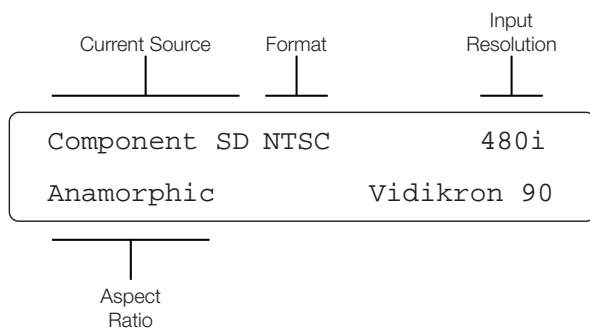 Input
Current Source Format Resolution
Component SD NTSC 480i
Anamorphic Vidikron 90
Aspect
Ratio